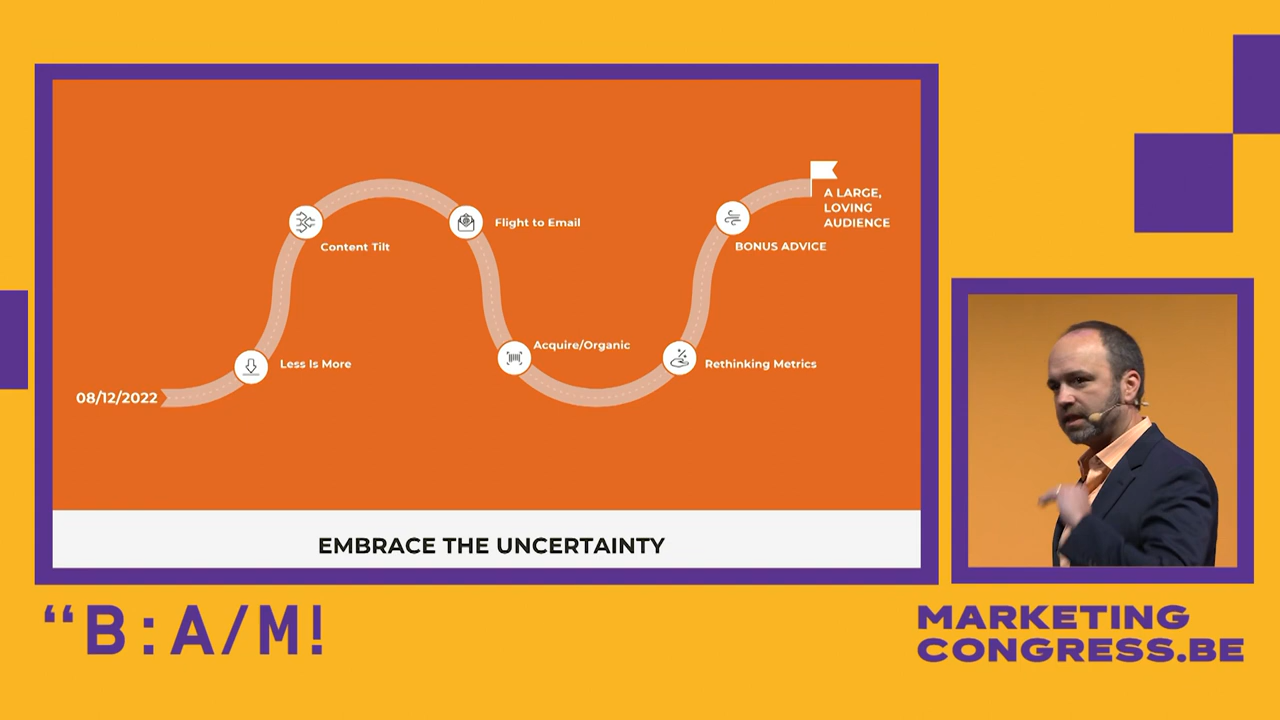 A LARGE,
LOVING
AUDIENCE
Flight to Email
Content Tilt
BONUS ADVICE
Acquire/Organic
Less Is More
Rethinking Metrics
08/12/2022
EMBRACE THE UNCERTAINTY
“B:A/M!
MARKETING
CONGRESS.BE